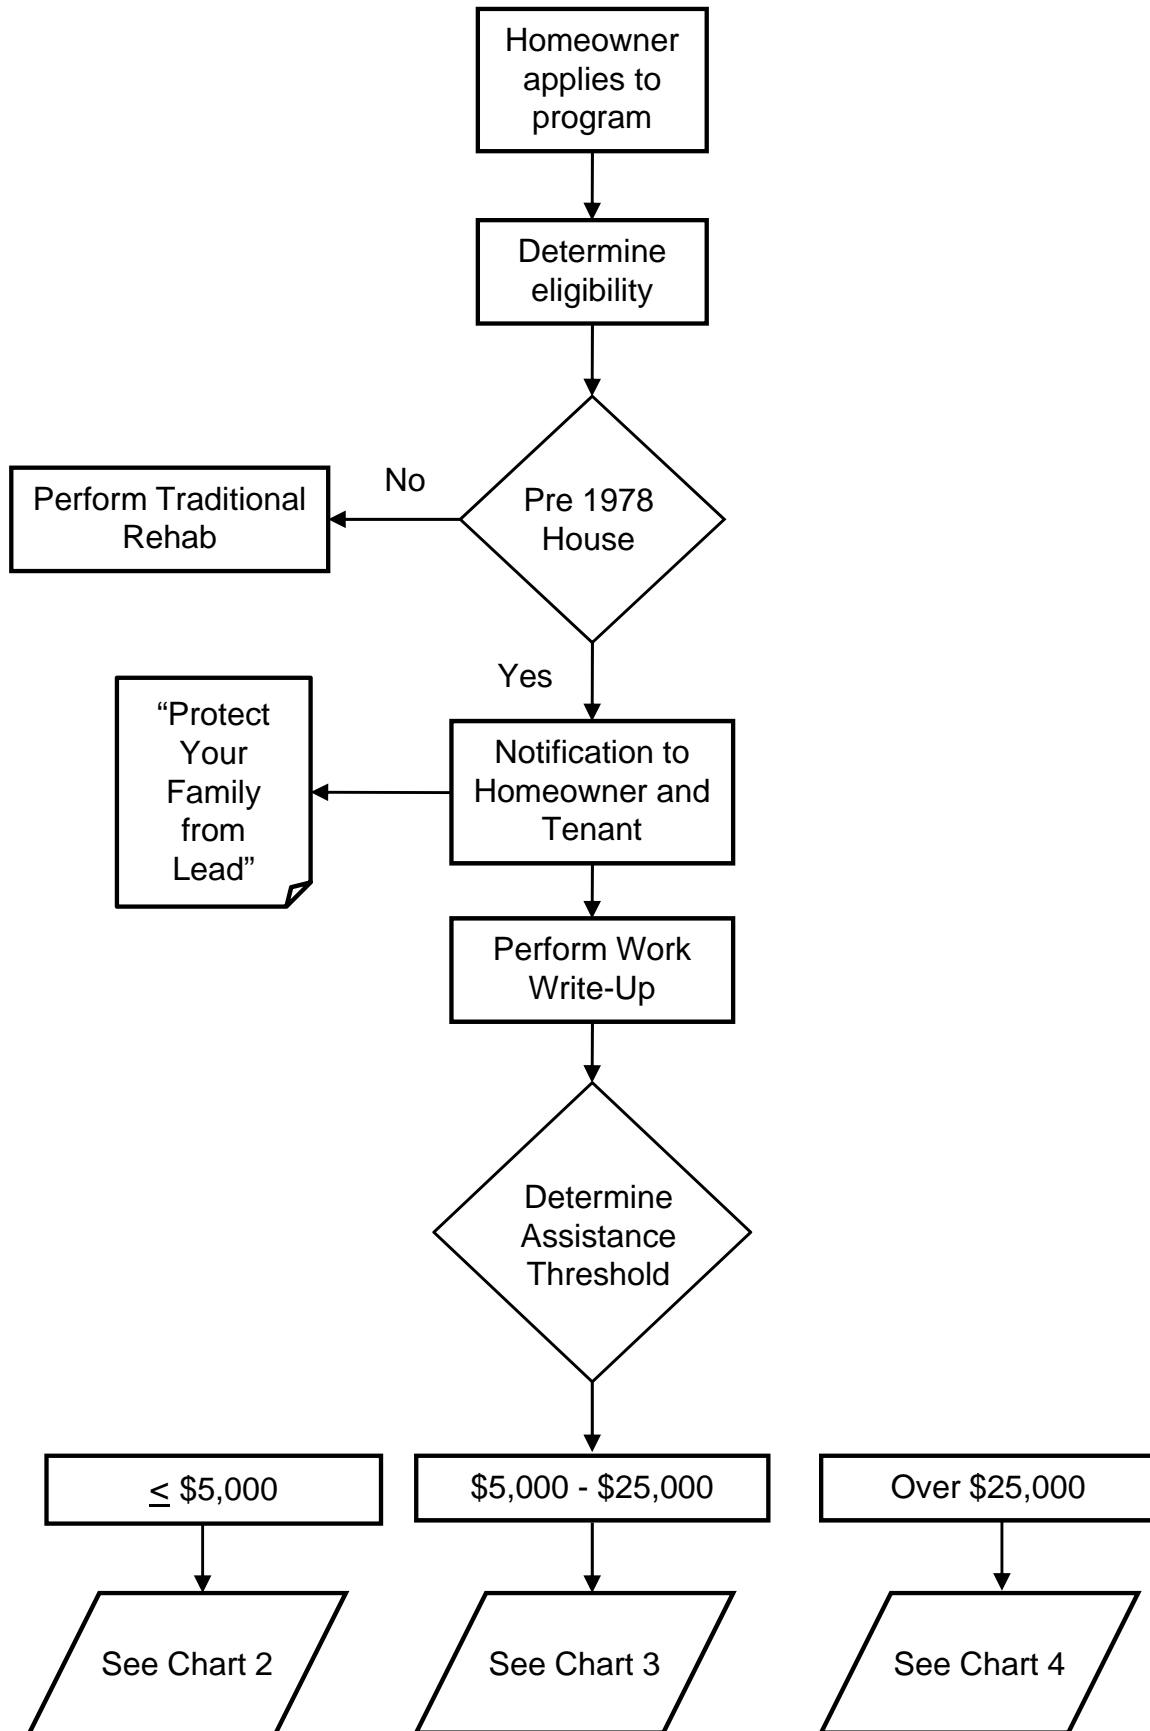 Homeowner
applies to
program
Determine
eligibility
No
Pre 1978
House
Perform Traditional
Rehab
Yes
“Protect
Your
Family
from
Lead”
Notification to
Homeowner and
Tenant
Perform Work
Write-Up
Determine
Assistance
Threshold
≤ $5,000
$5,000 - $25,000
Over $25,000
See Chart 2
See Chart 3
See Chart 4